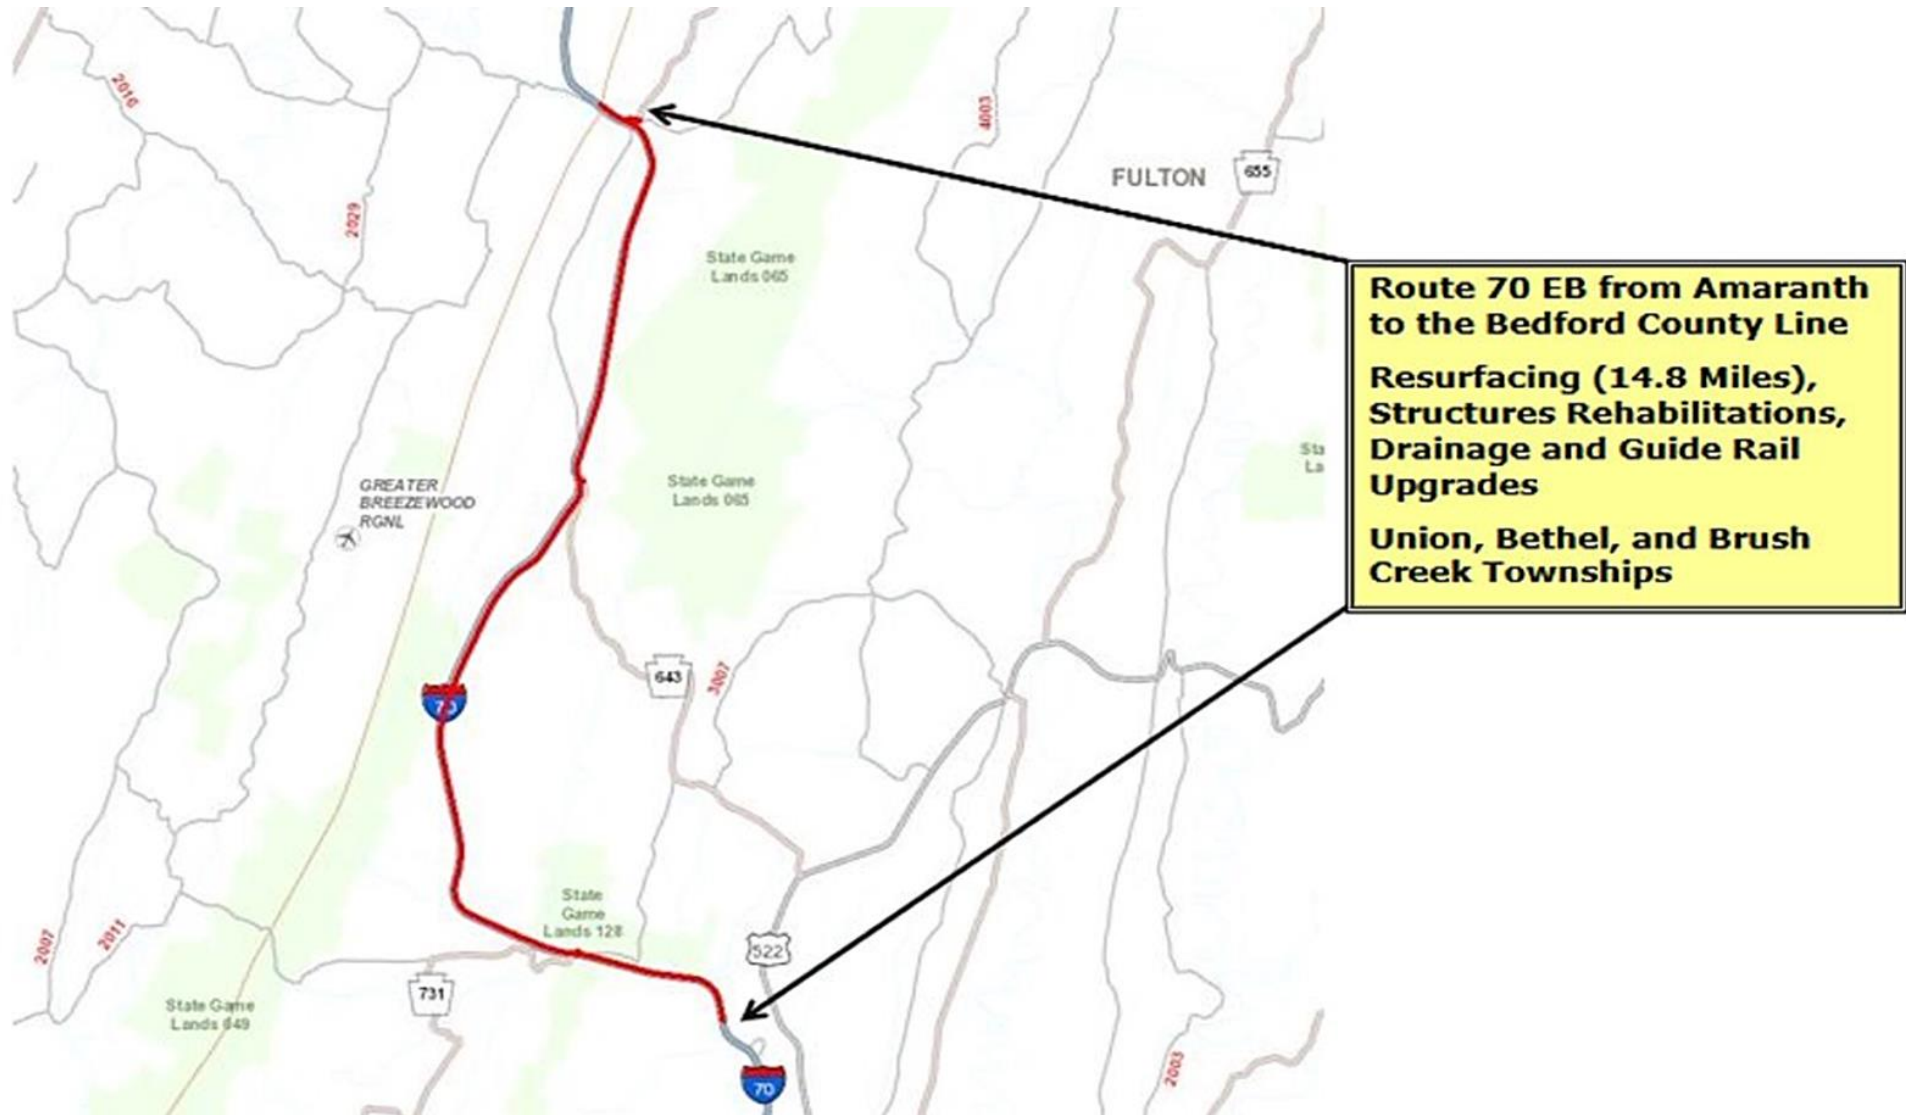 2016
4003
FULTON
655
2029
State Game
Lands 065
Route 70 EB from Amaranth
to the Bedford County Line
Resurfacing (14.8 Miles),
Structures Rehabilitations,
Drainage and Guide Rail
Upgrades
Union, Bethel, and Brush
Creek Townships
Sta
La
GREATER
BREEZEWOOD
RGNL
State Game
Lands 065
643
3007
70
State
Game
Lands 128
2007
2011
522
731
State Game
Lands 049
2003
70